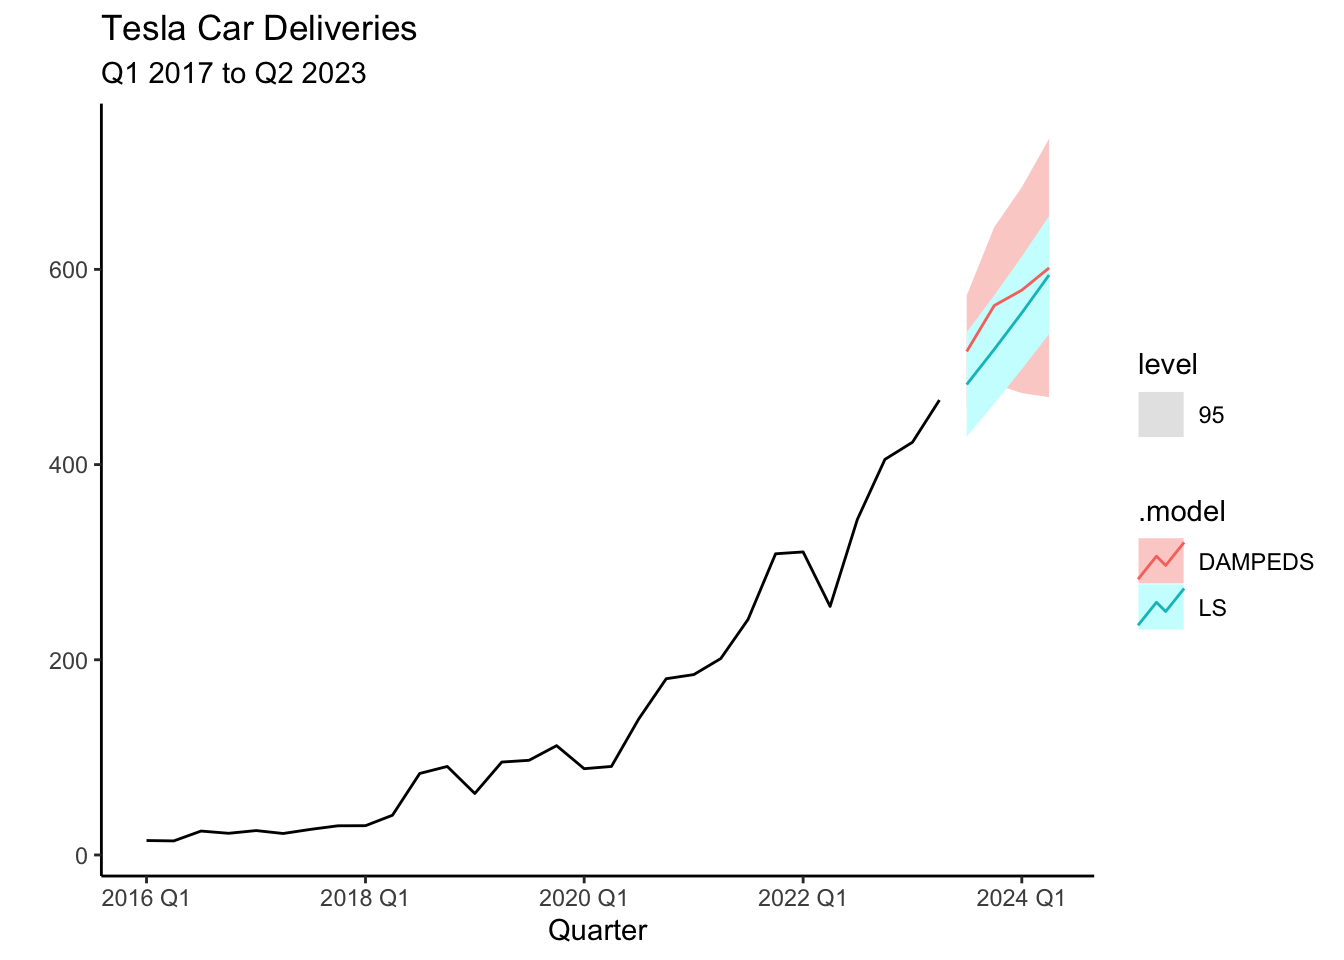 Tesla Car Deliveries
Q1 2017 to Q2 2023
600
400
200
0
2016 Q1 2018 Q1 2020 Q1 2022 Q1 2024 Q1
Quarter
level
95
.model
DAMPEDS
LS